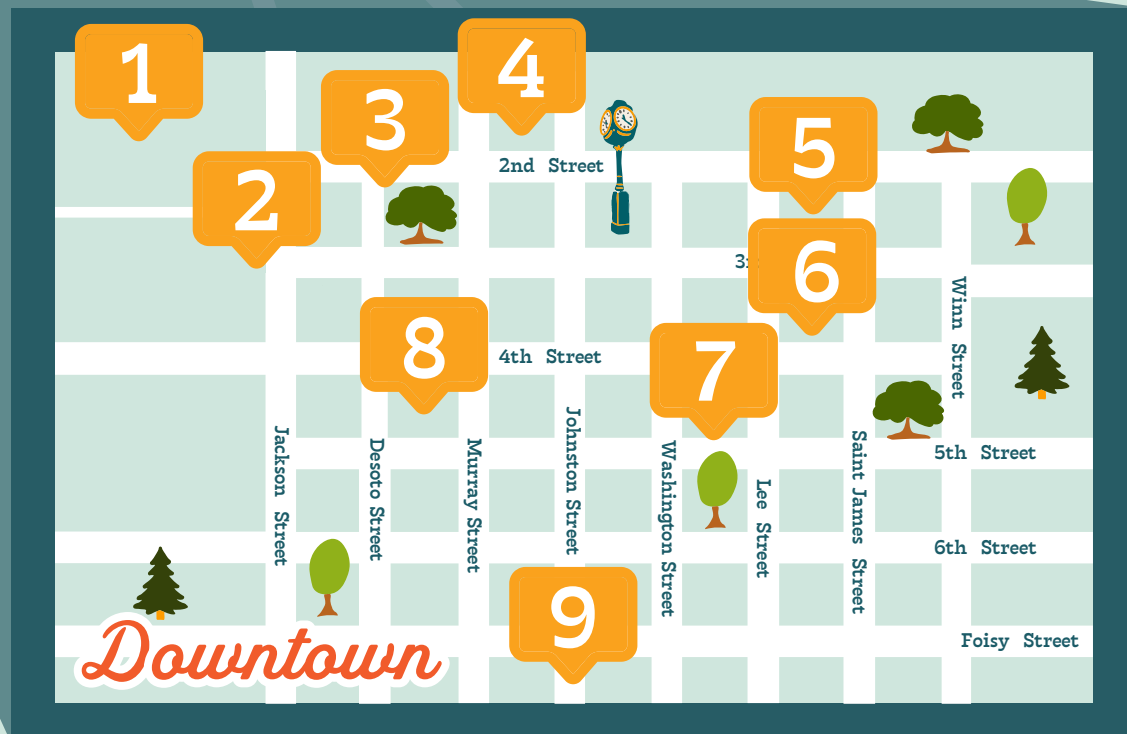 1
4
3
5
2nd Street
2
6
Winn Street
8
4th Street
7
Jackson Street
Desoto Street
Murray Street
Johnston Street
Washington Street
Lee Street
Saint James Street
5th Street
6th Street
9
Foisy Street
Downtown